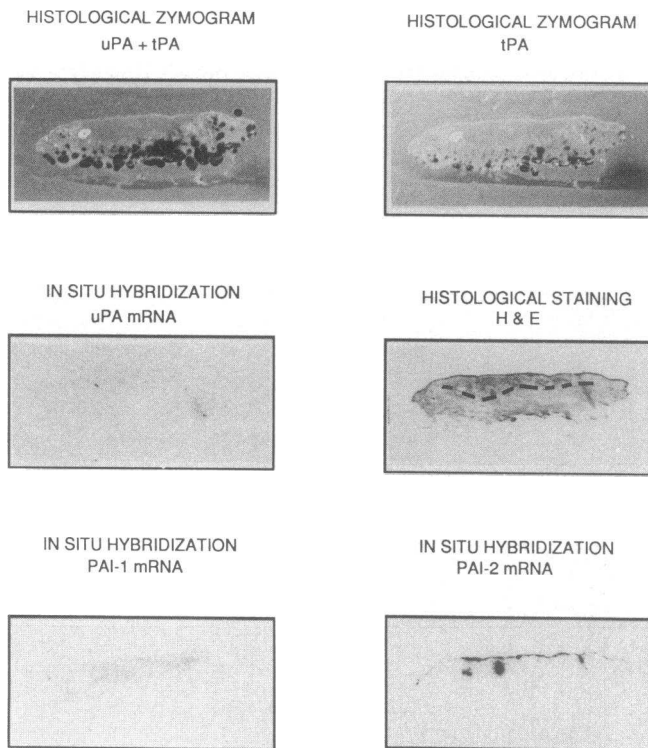 HISTOLOGICAL ZYMOGRAM
uPA + tPA
HISTOLOGICAL ZYMOGRAM
tPA
IN SITU HYBRIDIZATION
uPA mRNA
HISTOLOGICAL STAINING
H & E
IN SITU HYBRIDIZATION
PAI-1 mRNA
IN SITU HYBRIDIZATION
PAI-2 mRNA